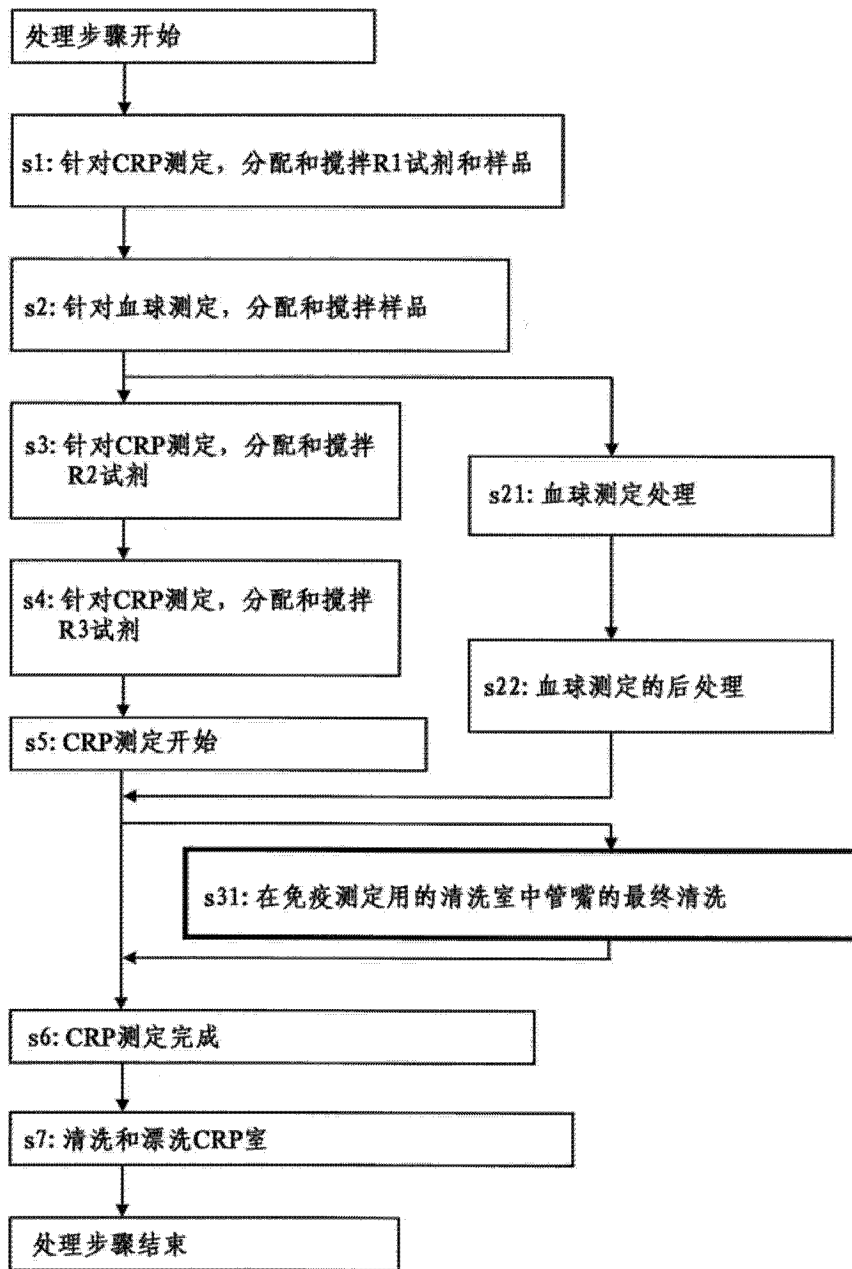 处理步骤开始
s1: 针对CRP测定，分配和搅拌R1试剂和样品
s2: 针对血球测定，分配和搅拌样品
s3: 针对CRP测定，分配和搅拌
R2试剂
s21: 血球测定处理
s4: 针对CRP测定，分配和搅拌
R3试剂
s22: 血球测定的后处理
s5: CRP测定开始
s31: 在免疫测定用的清洗室中管嘴的最终清洗
s6: CRP测定完成
s7: 清洗和漂洗CRP室
处理步骤结束